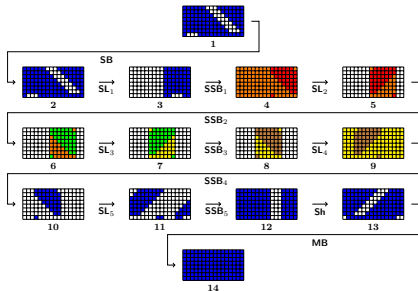 1
SB
2 SL₁ 3 SSB₁ 4 SL₂ 5
SSB₂
6 SL₃ 7 SSB₃ 8 SL₄ 9
SSB₄
10 SL₅ 11 SSB₅ 12 Sh 13
MB
14